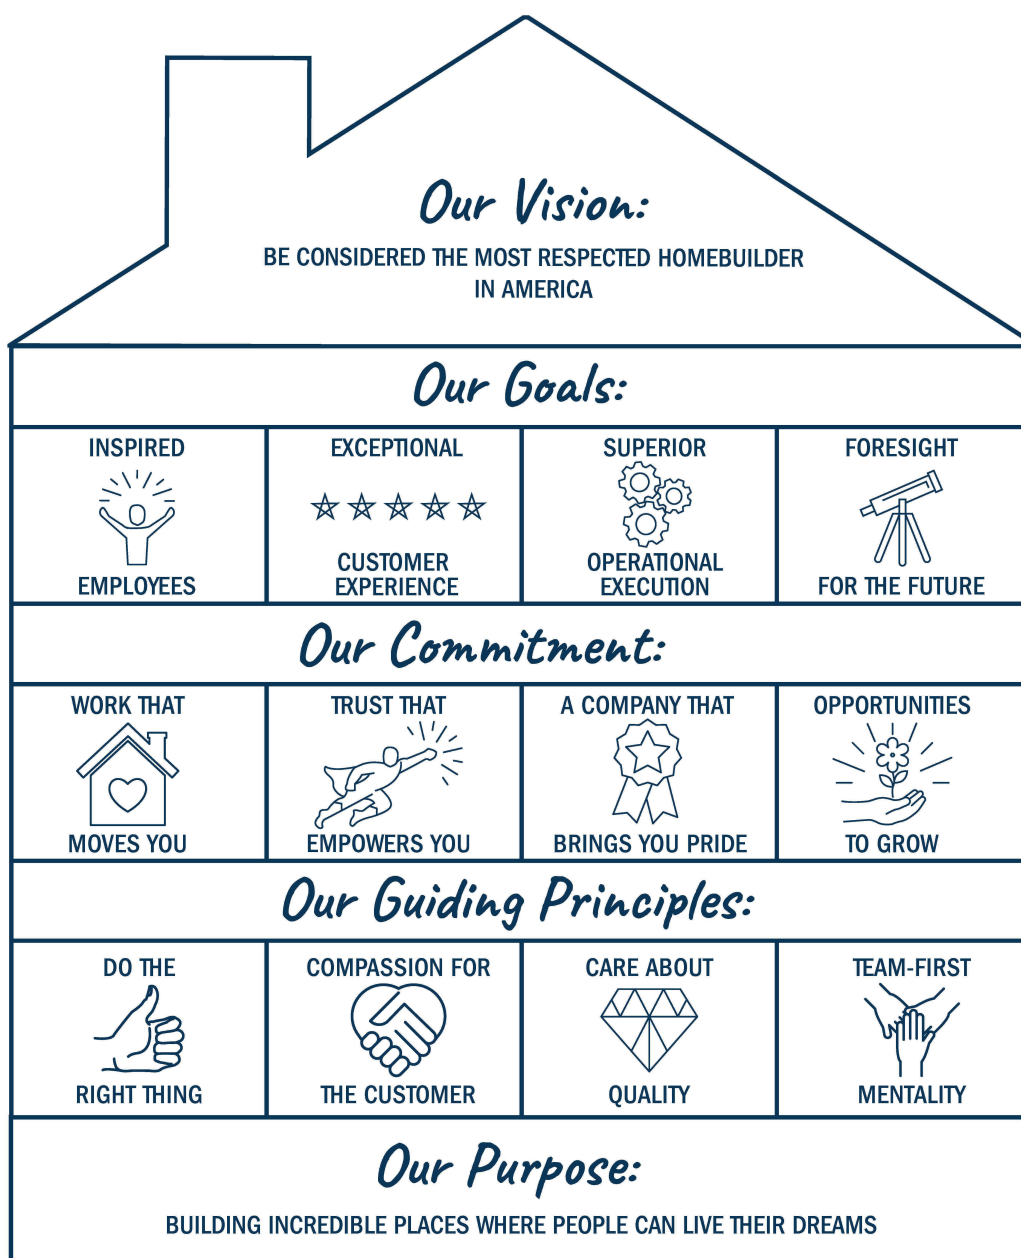 Our Vision:
BE CONSIDERED THE MOST RESPECTED HOMEBUILDER
IN AMERICA
Our Goals:
INSPIRED
EMPLOYEES
EXCEPTIONAL
CUSTOMER
EXPERIENCE
SUPERIOR
OPERATIONAL
EXECUTION
FORESIGHT
FOR THE FUTURE
Our Commitment:
WORK THAT
MOVES YOU
TRUST THAT
EMPOWERS YOU
A COMPANY THAT
BRINGS YOU PRIDE
OPPORTUNITIES
TO GROW
Our Guiding Principles:
DO THE
RIGHT THING
COMPASSION FOR
THE CUSTOMER
CARE ABOUT
QUALITY
TEAM-FIRST
MENTALITY
Our Purpose:
BUILDING INCREDIBLE PLACES WHERE PEOPLE CAN LIVE THEIR DREAMS